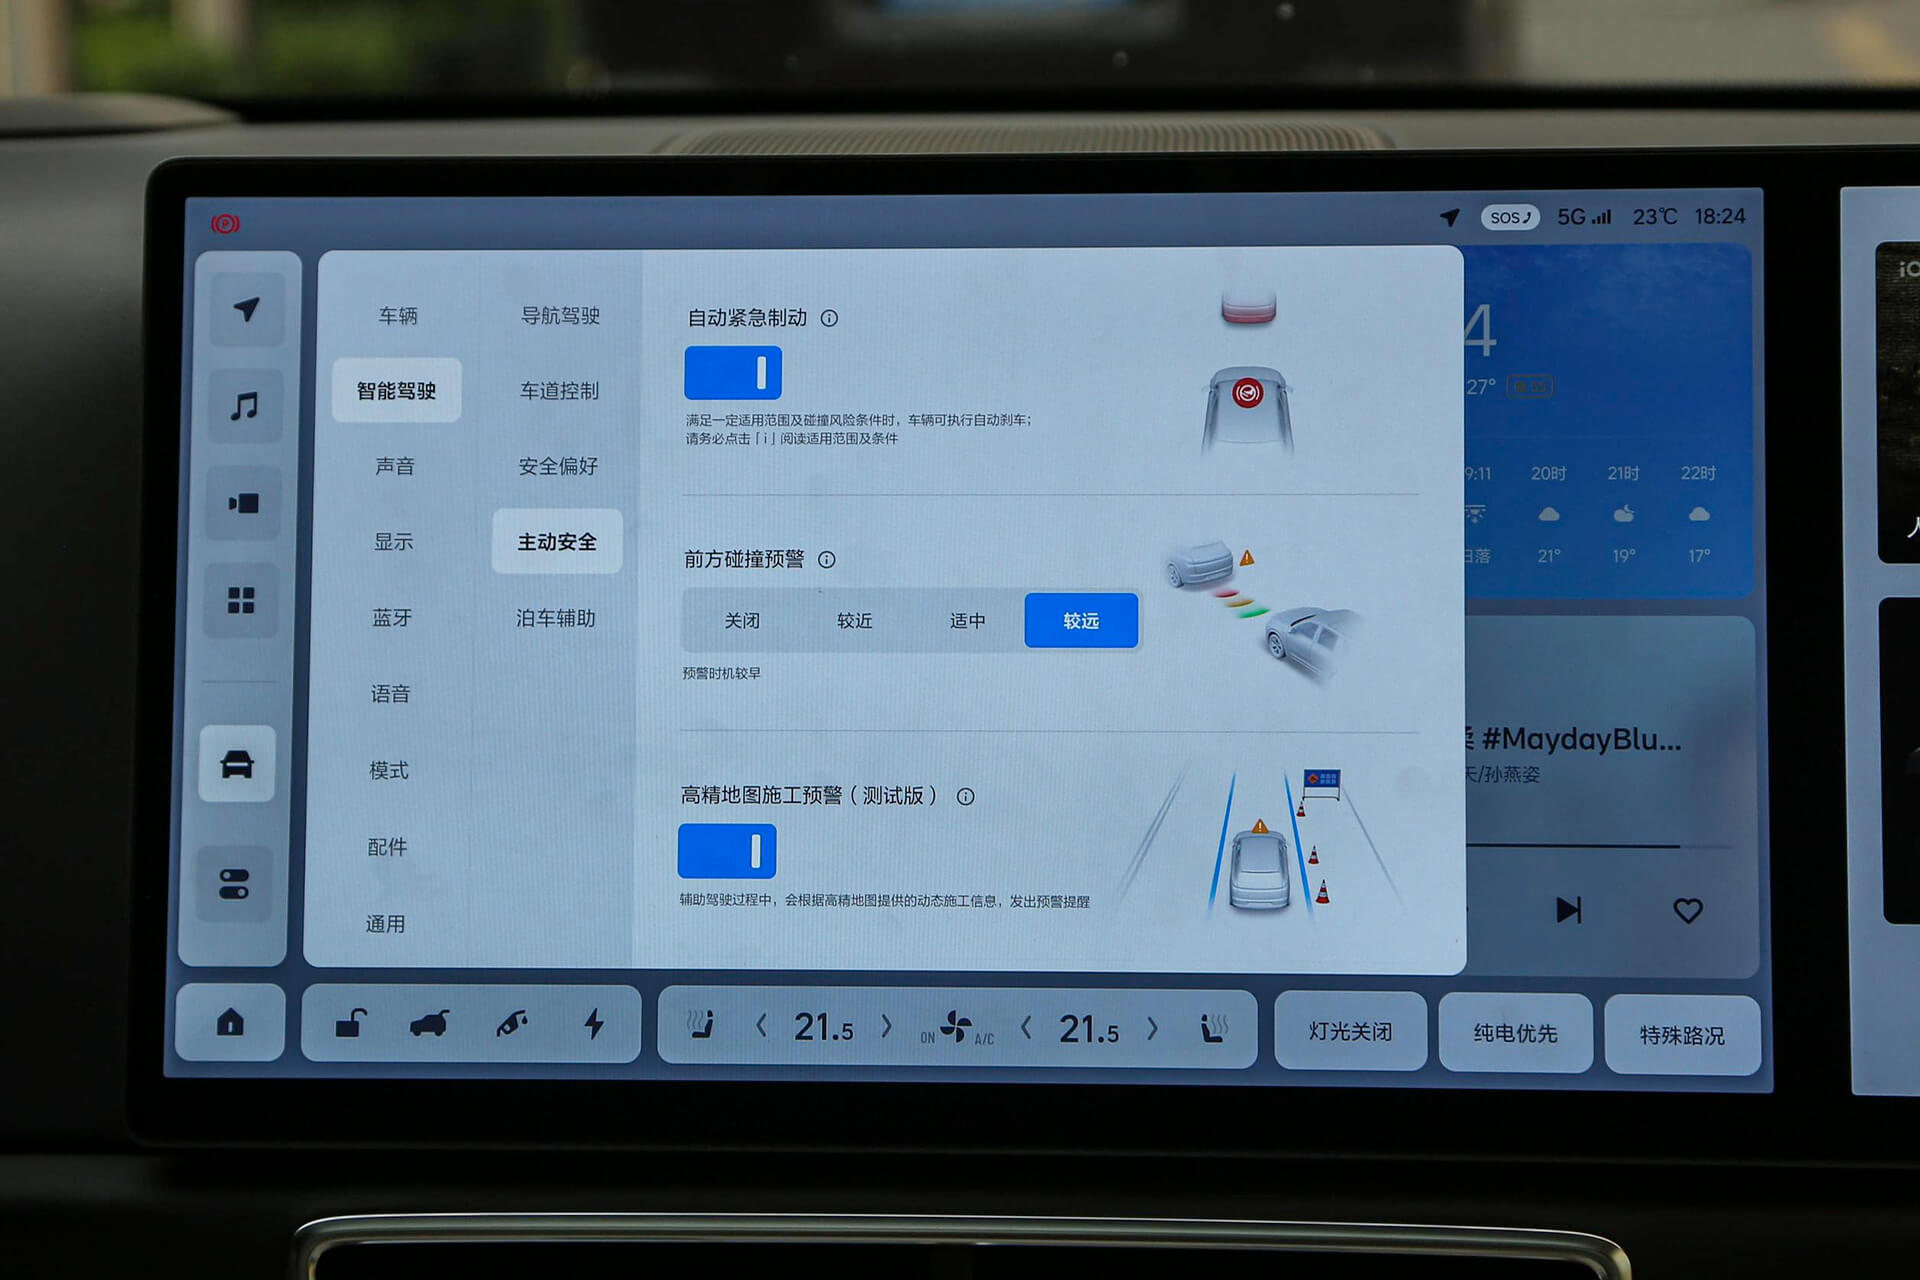 SOS
5G
23℃
18:24
车辆
智能驾驶
声音
显示
蓝牙
语音
模式
配件
通用
导航驾驶
车道控制
安全偏好
主动安全
泊车辅助
自动紧急制动
满足一定适用范围及碰撞风险条件时，车辆可执行自动刹车；
请务必点击「i」阅读适用范围及条件
前方碰撞预警
关闭 较近 适中 较远
预警时机较早
高精地图施工预警（测试版）
辅助驾驶过程中，会根据高精地图提供的动态施工信息，发出预警提醒
4
27°
9:11 20时 21时 22时
日落 21° 19° 17°
#MaydayBlu...
天/孙燕姿
21.5
ON
A/C
21.5
灯光关闭
纯电优先
特殊路况